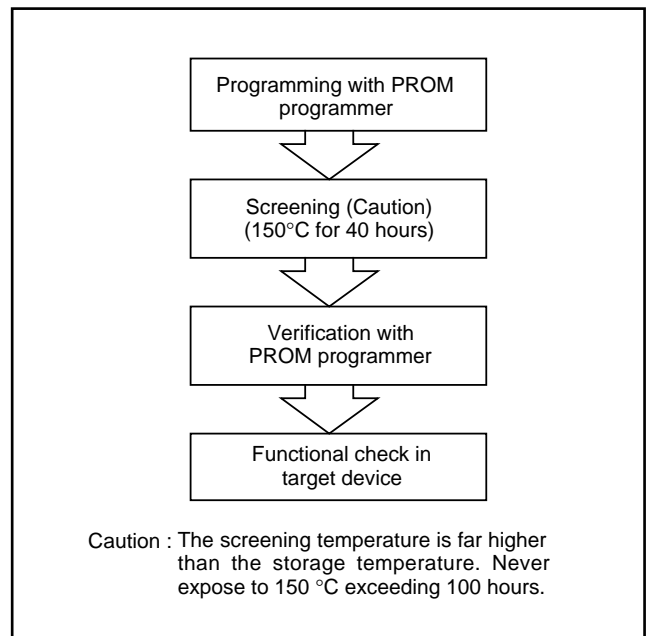 Programming with PROM
programmer
Screening (Caution)
(150°C for 40 hours)
Verification with
PROM programmer
Functional check in
target device
Caution : The screening temperature is far higher
than the storage temperature. Never
expose to 150 °C exceeding 100 hours.